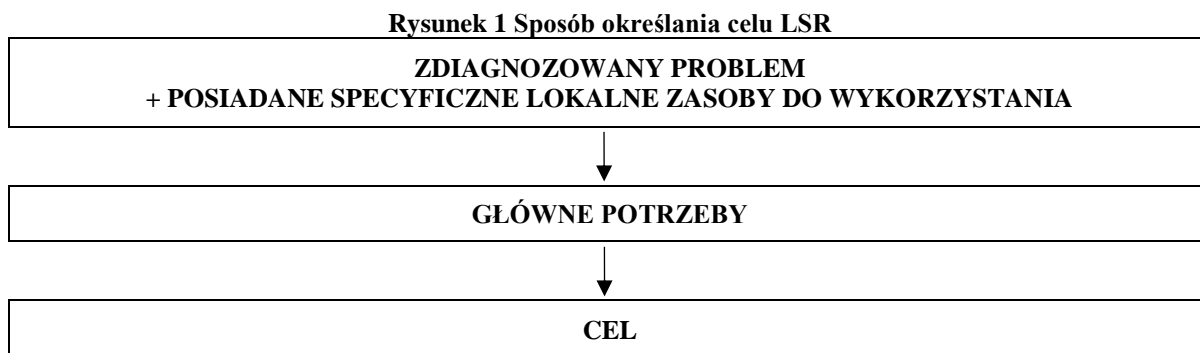 Rysunek 1 Sposób określania celu LSR
ZDIAGNOZOWANY PROBLEM
+ POSIADANE SPECYFICZNE LOKALNE ZASOBY DO WYKORZYSTANIA
GŁÓWNE POTRZEBY
CEL